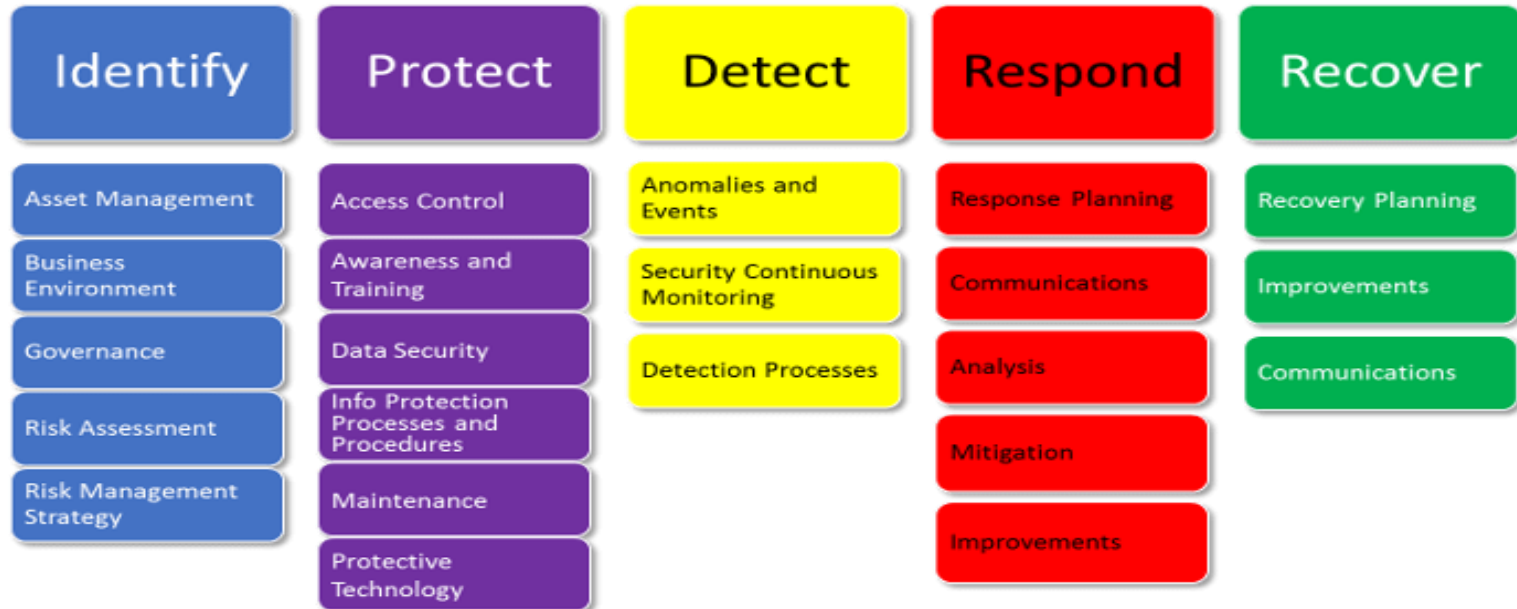 Identify
Protect
Detect
Respond
Recover
Asset Management
Business
Environment
Governance
Risk Assessment
Risk Management
Strategy
Access Control
Awareness and
Training
Data Security
Info Protection
Processes and
Procedures
Maintenance
Protective
Technology
Anomalies and
Events
Security Continuous
Monitoring
Detection Processes
Response Planning
Communications
Analysis
Mitigation
Improvements
Recovery Planning
Improvements
Communications